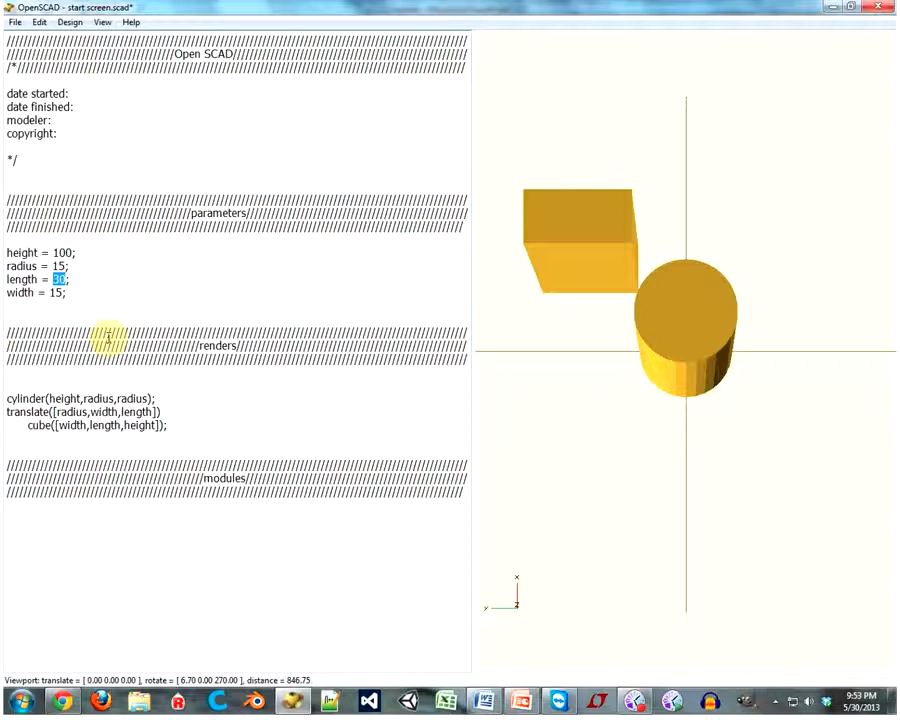 OpenSCAD - start screen.scad*
File Edit Design View Help
////////////////////////////////////////////////////////////////////////////////////////////////////////////////
/////////////////////////////////////////Open SCAD/////////////////////////////////////////////////////////
/*//////////////////////////////////////////////////////////////////////////////////////////////////////////////
date started:
date finished:
modeler:
copyright:
*/
////////////////////////////////////////////////////////////////////////////////////////////////////////////////
/////////////////////////////////////////////parameters//////////////////////////////////////////////////////
///////////////////////////////////////////////////////////////////////////////////////////////////////////////
height = 100;
radius = 15;
length = 30;
width = 15;
////////////////////////////////////////////////////////////////////////////////////////////////////////////////
///////////////////////////////////////////////renders////////////////////////////////////////////////////////
////////////////////////////////////////////////////////////////////////////////////////////////////////////////
cylinder(height,radius,radius);
translate([radius,width,length])
cube([width,length,height]);
////////////////////////////////////////////////////////////////////////////////////////////////////////////////
////////////////////////////////////////////////modules//////////////////////////////////////////////////////
///////////////////////////////////////////////////////////////////////////////////////////////////////////////
x
y
z
Viewport: translate = [ 0.00 0.00 0.00 ], rotate = [ 6.70 0.00 270.00 ], distance = 846.75
9:53 PM
5/30/2013